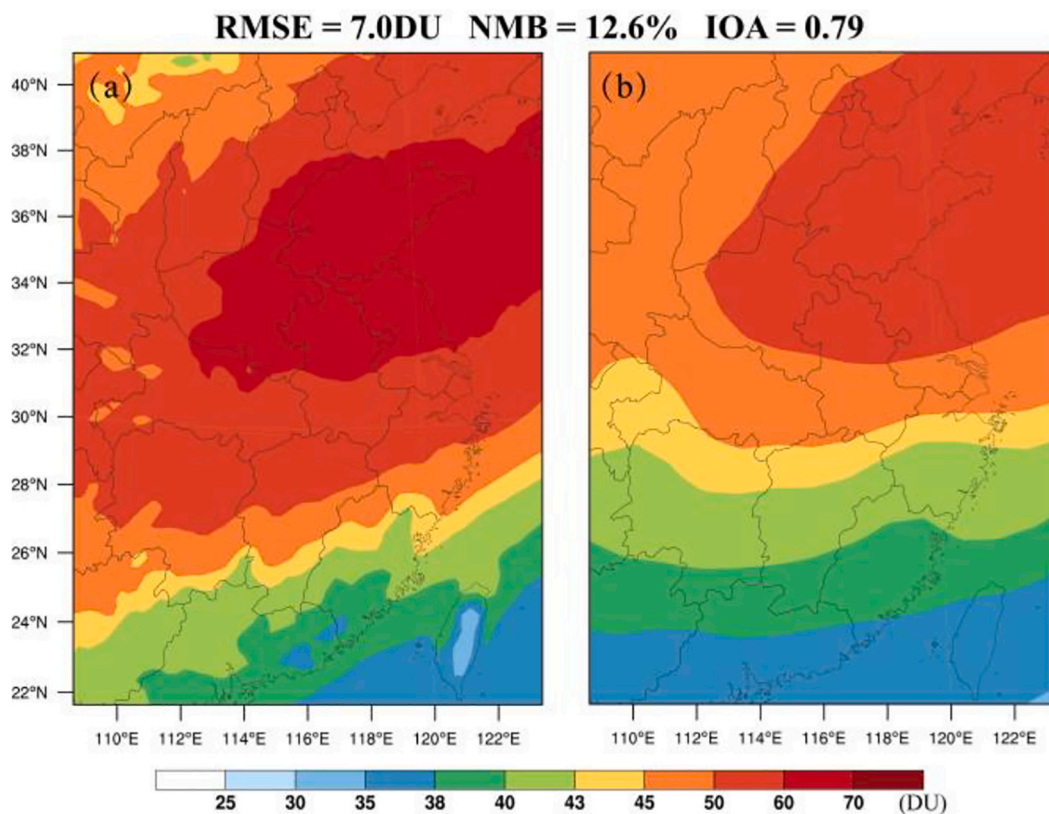 RMSE = 7.0DU NMB = 12.6% IOA = 0.79
(a) (b)
40°N
38°N
36°N
34°N
32°N
30°N
28°N
26°N
24°N
22°N
110°E 112°E 114°E 116°E 118°E 120°E 122°E 110°E 112°E 114°E 116°E 118°E 120°E 122°E
25 30 35 38 40 43 45 50 60 70 (DU)